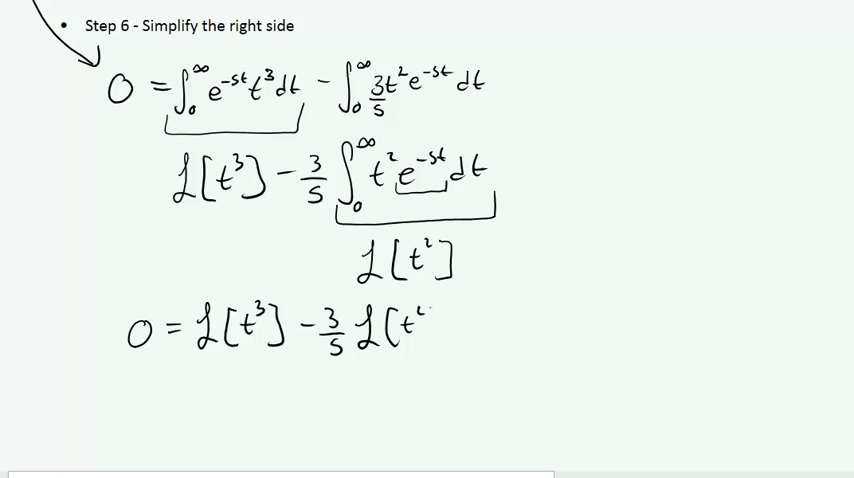 • Step 6 - Simplify the right side
0 = ∫₀^∞ e^{-st} t³ dt - ∫₀^∞ 3/s t² e^{-st} dt
ℒ[t³] - 3/s ∫₀^∞ t² e^{-st} dt
ℒ[t²]
0 = ℒ[t³] - 3/s ℒ[t²